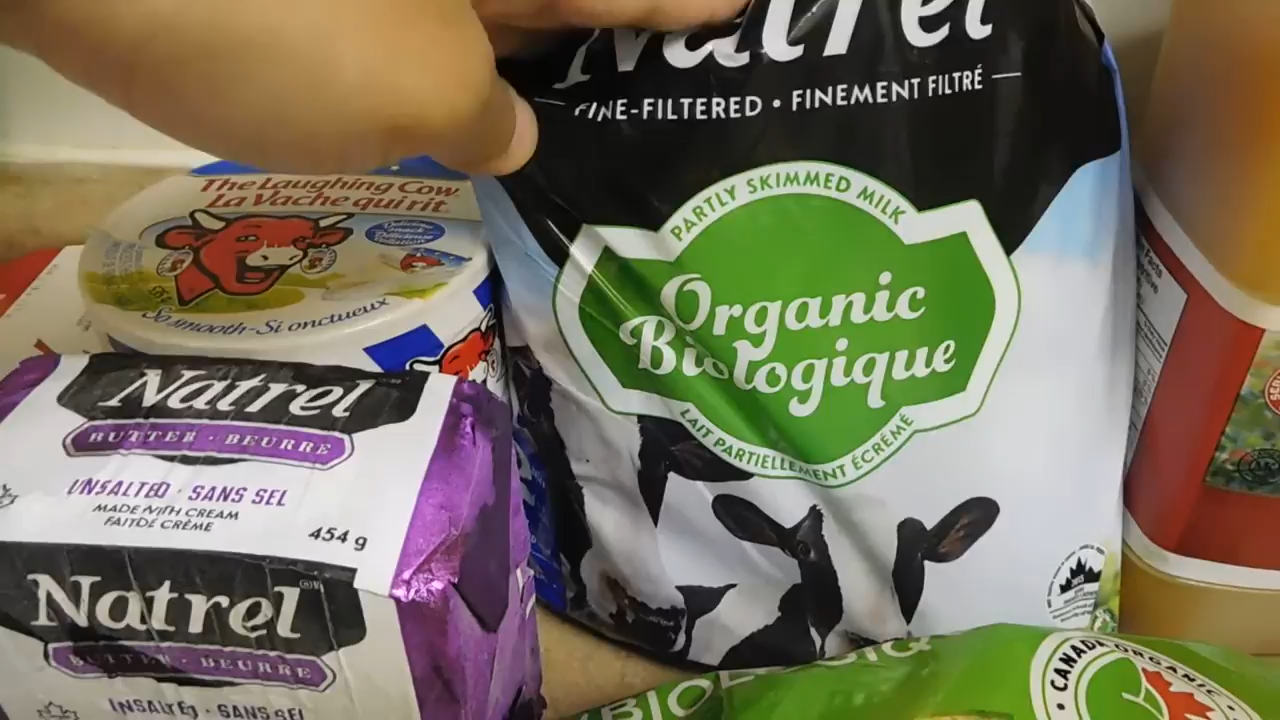 Natrel
FINE-FILTERED • FINEMENT FILTRÉ
PARTLY SKIMMED MILK
Organic
Biologique
LAIT PARTIELLEMENT ÉCRÉMÉ
The Laughing Cow
La Vache qui rit
So smooth-Si onctueux
Natrel
BUTTER · BEURRE
UNSALTED · SANS SEL
MADE WITH CREAM
FAIT DE CRÈME
454 g
Natrel
BUTTER · BEURRE
UNSALTED · SANS SEL
CANADA ORGANIC